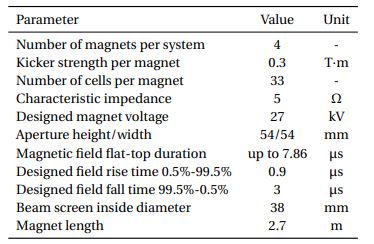 Parameter Value Unit
Number of magnets per system 4 -
Kicker strength per magnet 0.3 T·m
Number of cells per magnet 33 -
Characteristic impedance 5 Ω
Designed magnet voltage 27 kV
Aperture height/width 54/54 mm
Magnetic field flat-top duration up to 7.86 μs
Designed field rise time 0.5%-99.5% 0.9 μs
Designed field fall time 99.5%-0.5% 3 μs
Beam screen inside diameter 38 mm
Magnet length 2.7 m